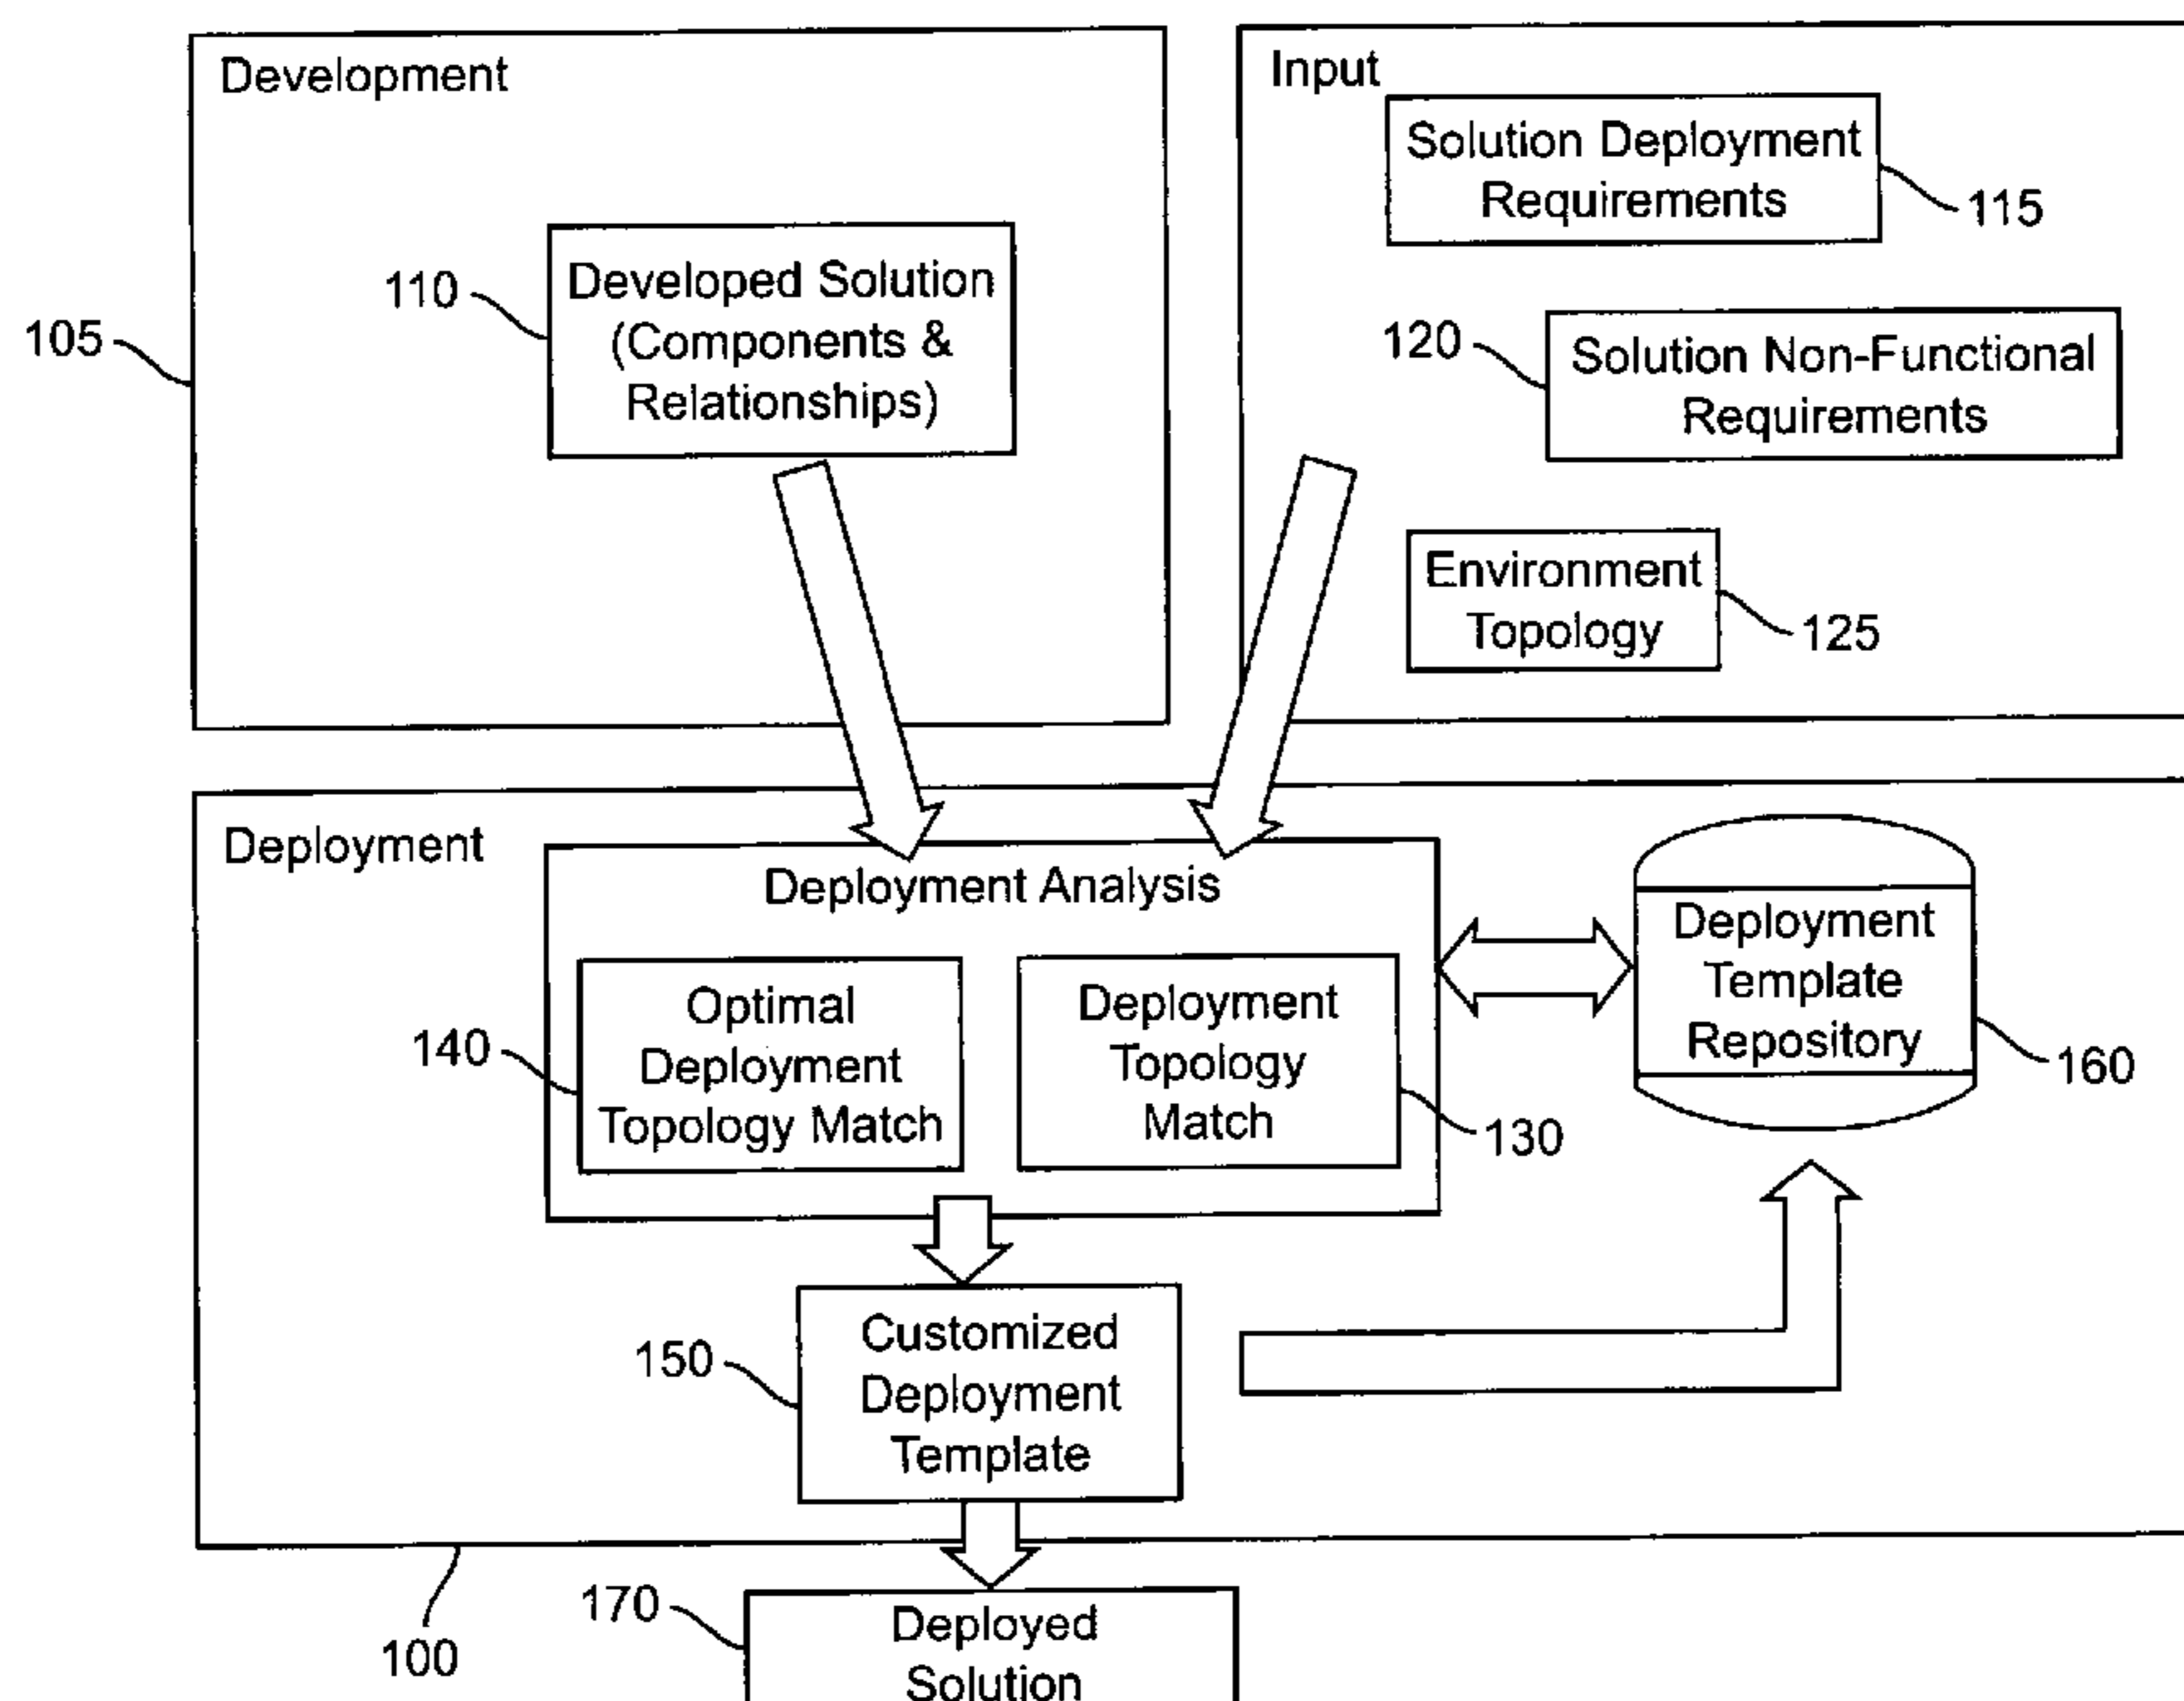 Development
110
Developed Solution
(Components &
Relationships)
105
Input
Solution Deployment
Requirements
115
120
Solution Non-Functional
Requirements
Environment
Topology
125
Deployment
Deployment Analysis
140
Optimal
Deployment
Topology Match
Deployment
Topology
Match
130
Deployment
Template
Repository
160
150
Customized
Deployment
Template
100
170
Deployed
Solution